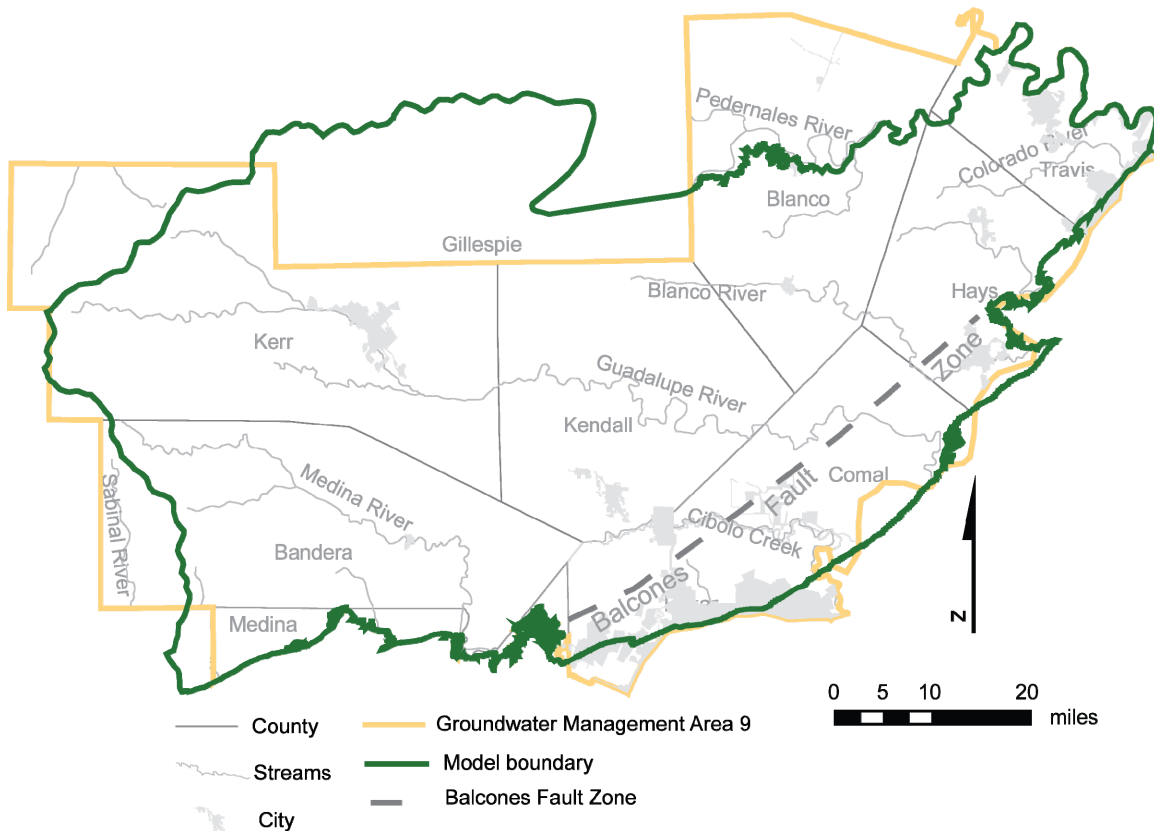 Pedernales River
Colorado River
Travis
Blanco
Gillespie
Blanco River
Hays
Kerr
Zone
Guadalupe River
Kendall
Medina River
Sabinal River
Comal
Fault
Cibolo Creek
Bandera
Balcones
Medina
N
0 5 10 20
miles
County
Groundwater Management Area 9
Streams
Model boundary
Balcones Fault Zone
City